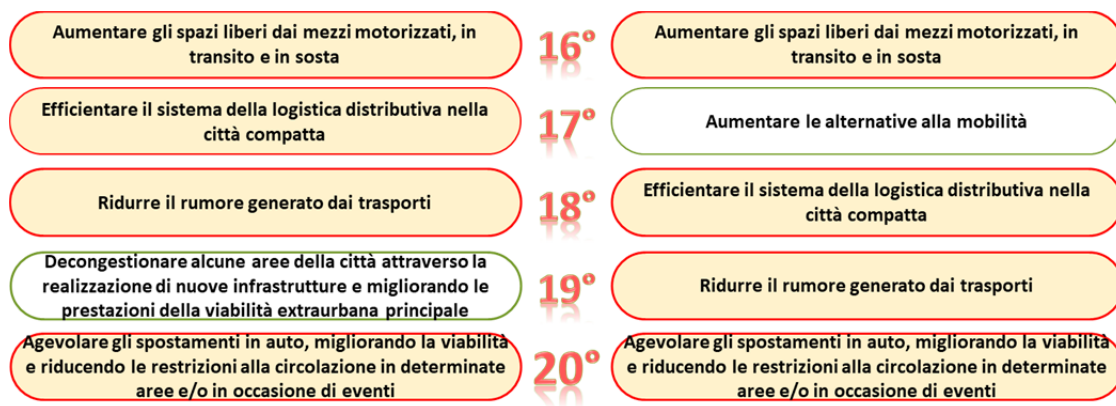 Aumentare gli spazi liberi dai mezzi motorizzati, in
transito e in sosta
16°
Aumentare gli spazi liberi dai mezzi motorizzati, in
transito e in sosta
Efficientare il sistema della logistica distributiva nella
città compatta
17°
Aumentare le alternative alla mobilità
Ridurre il rumore generato dai trasporti
18°
Efficientare il sistema della logistica distributiva nella
città compatta
Decongestionare alcune aree della città attraverso la
realizzazione di nuove infrastrutture e migliorando le
prestazioni della viabilità extraurbana principale
19°
Ridurre il rumore generato dai trasporti
Agevolare gli spostamenti in auto, migliorando la viabilità
e riducendo le restrizioni alla circolazione in determinate
aree e/o in occasione di eventi
20°
Agevolare gli spostamenti in auto, migliorando la viabilità
e riducendo le restrizioni alla circolazione in determinate
aree e/o in occasione di eventi